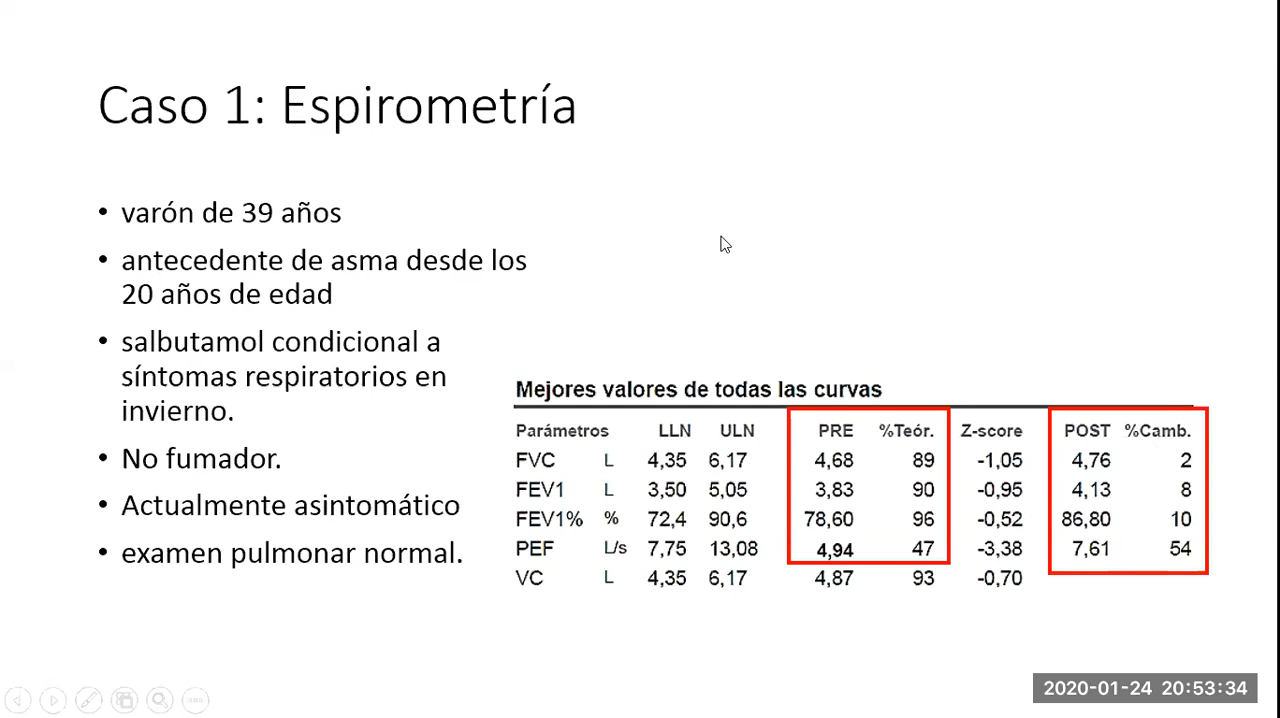 Caso 1: Espirometría
• varón de 39 años
• antecedente de asma desde los
20 años de edad
• salbutamol condicional a
síntomas respiratorios en
invierno.
• No fumador.
• Actualmente asintomático
• examen pulmonar normal.
Mejores valores de todas las curvas
Parámetros LLN ULN PRE %Teór. Z-score POST %Camb.
FVC L 4,35 6,17 4,68 89 -1,05 4,76 2
FEV1 L 3,50 5,05 3,83 90 -0,95 4,13 8
FEV1% % 72,4 90,6 78,60 96 -0,52 86,80 10
PEF L/s 7,75 13,08 4,94 47 -3,38 7,61 54
VC L 4,35 6,17 4,87 93 -0,70
2020-01-24 20:53:34